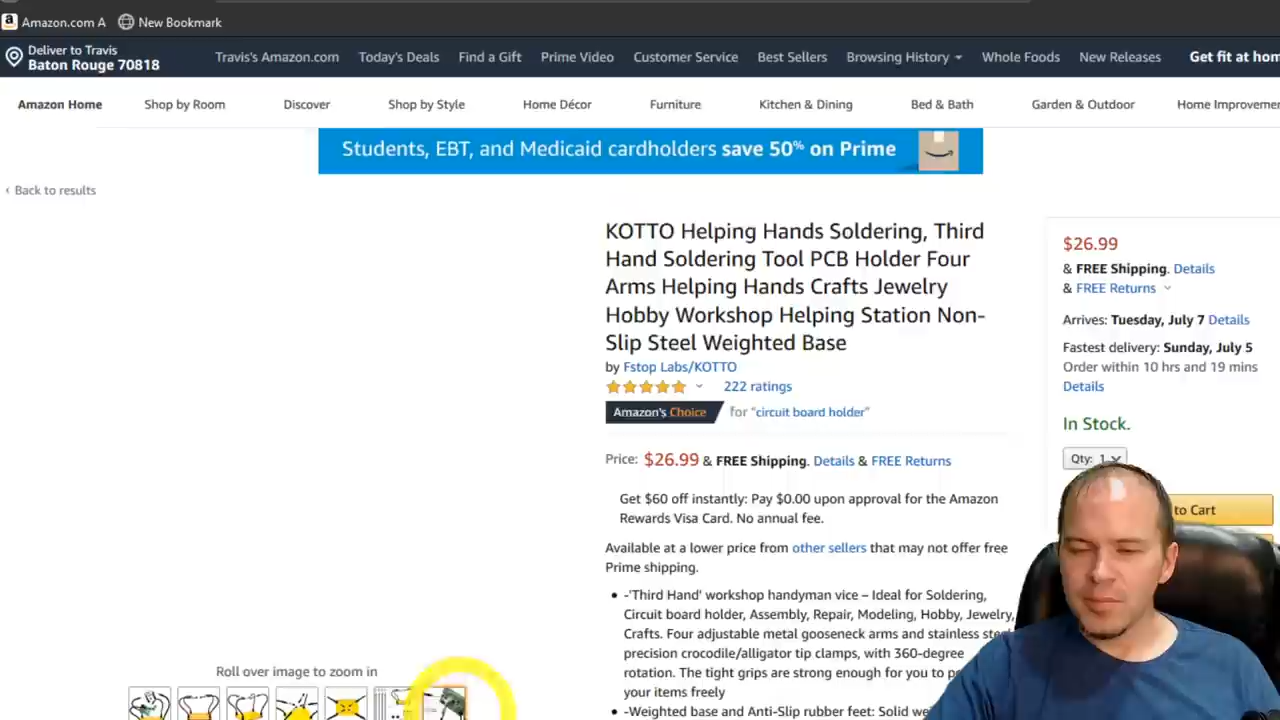 Amazon.com A New Bookmark
Deliver to Travis
Baton Rouge 70818
Travis's Amazon.com Today's Deals Find a Gift Prime Video Customer Service Best Sellers Browsing History Whole Foods New Releases Get fit at hom
Amazon Home Shop by Room Discover Shop by Style Home Décor Furniture Kitchen & Dining Bed & Bath Garden & Outdoor Home Improvemen
Students, EBT, and Medicaid cardholders save 50% on Prime
‹ Back to results
KOTTO Helping Hands Soldering, Third
Hand Soldering Tool PCB Holder Four
Arms Helping Hands Crafts Jewelry
Hobby Workshop Helping Station Non-
Slip Steel Weighted Base
by Fstop Labs/KOTTO
222 ratings
Amazon's Choice for "circuit board holder"
Price: $26.99 & FREE Shipping. Details & FREE Returns
Get $60 off instantly: Pay $0.00 upon approval for the Amazon
Rewards Visa Card. No annual fee.
Available at a lower price from other sellers that may not offer free
Prime shipping.
• -'Third Hand' workshop handyman vice – Ideal for Soldering,
Circuit board holder, Assembly, Repair, Modeling, Hobby, Jewelry,
Crafts. Four adjustable metal gooseneck arms and stainless steel
precision crocodile/alligator tip clamps, with 360-degree
rotation. The tight grips are strong enough for you to
your items freely
• -Weighted base and Anti-Slip rubber feet: Solid
Roll over image to zoom in
$26.99
& FREE Shipping. Details
& FREE Returns
Arrives: Tuesday, July 7 Details
Fastest delivery: Sunday, July 5
Order within 10 hrs and 19 mins
Details
In Stock.
Qty: 1
to Cart